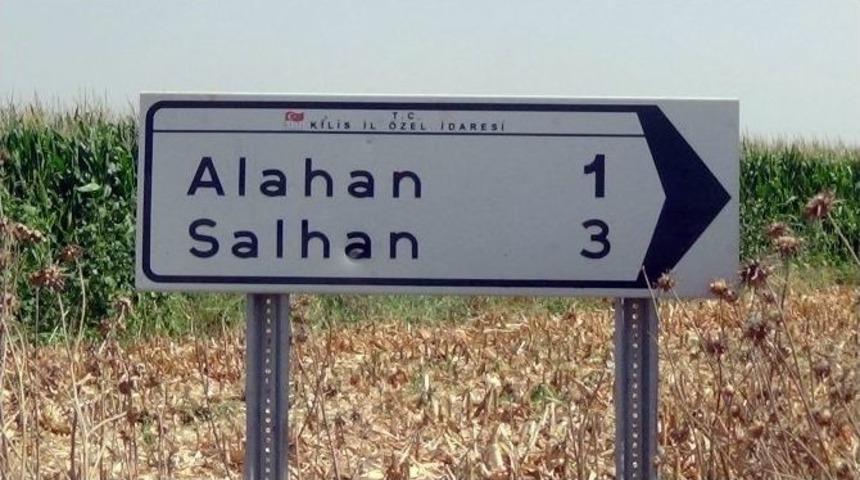 T.C.
KİLİS İL ÖZEL İDARESİ
Alahan 1
Salhan 3